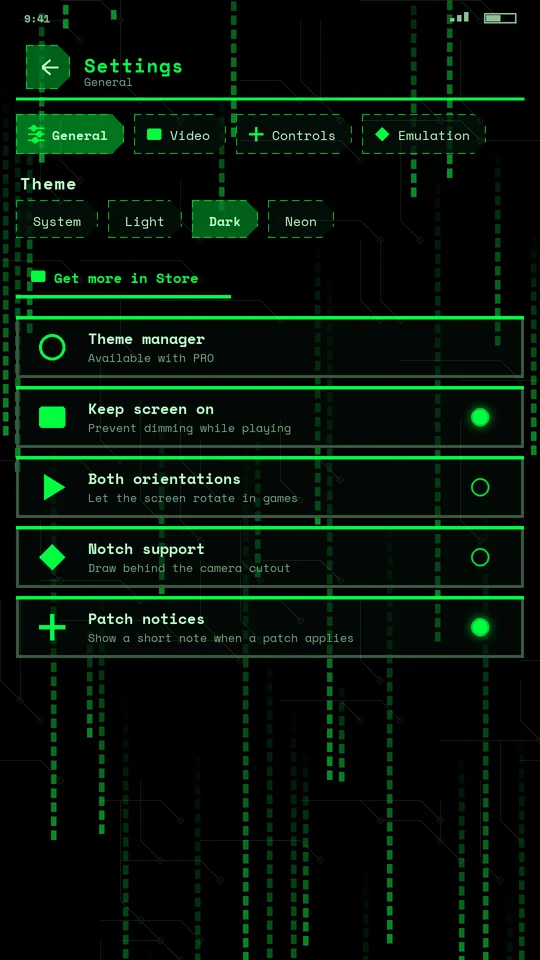 9:41
Settings
General
General
Video
Controls
Emulation
Theme
System
Light
Dark
Neon
Get more in Store
Theme manager
Available with PRO
Keep screen on
Prevent dimming while playing
Both orientations
Let the screen rotate in games
Notch support
Draw behind the camera cutout
Patch notices
Show a short note when a patch applies